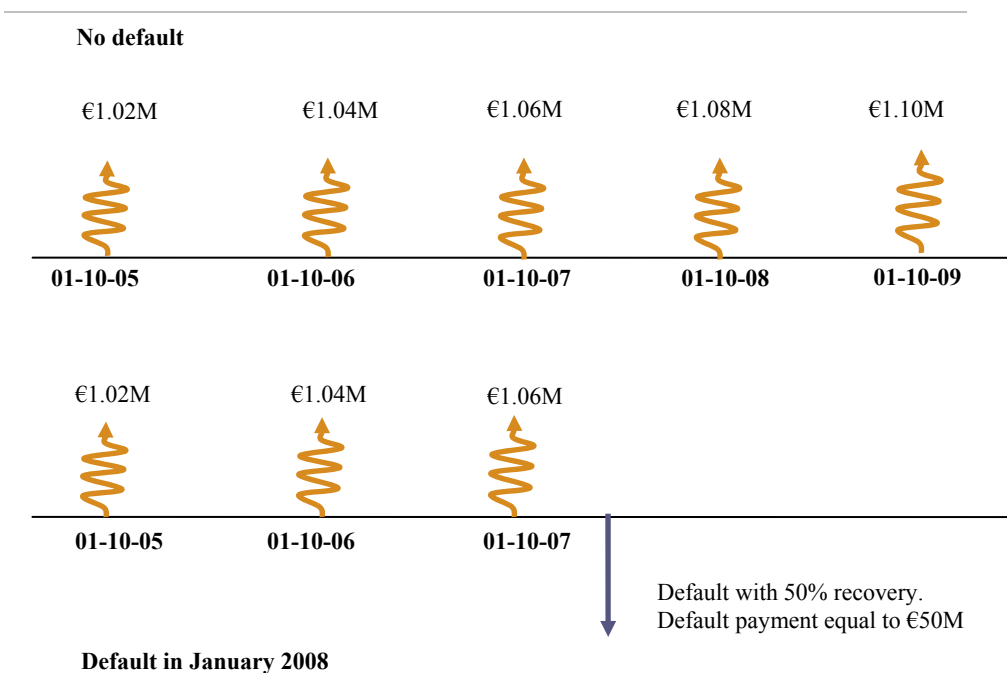 No default
€1.02M €1.04M €1.06M €1.08M €1.10M
01-10-05 01-10-06 01-10-07 01-10-08 01-10-09
€1.02M €1.04M €1.06M
01-10-05 01-10-06 01-10-07
Default with 50% recovery.
Default payment equal to €50M
Default in January 2008